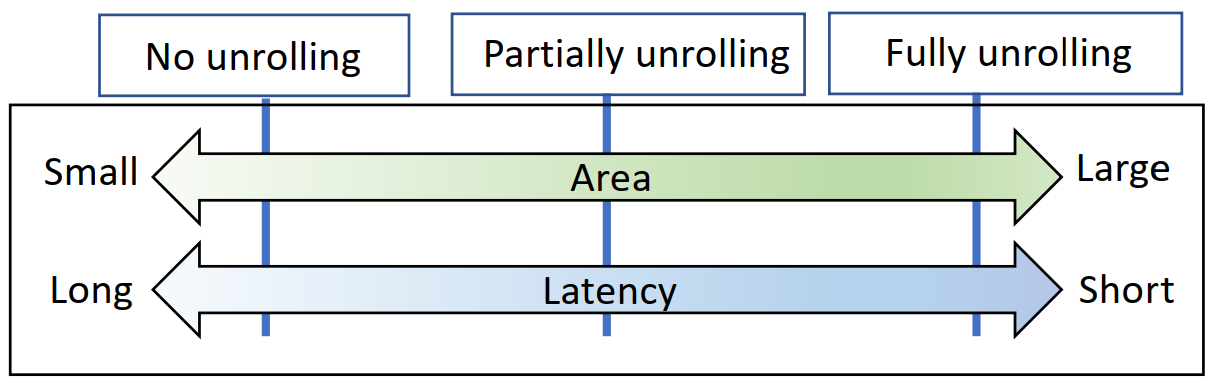 No unrolling
Partially unrolling
Fully unrolling
Small
Area
Large
Long
Latency
Short